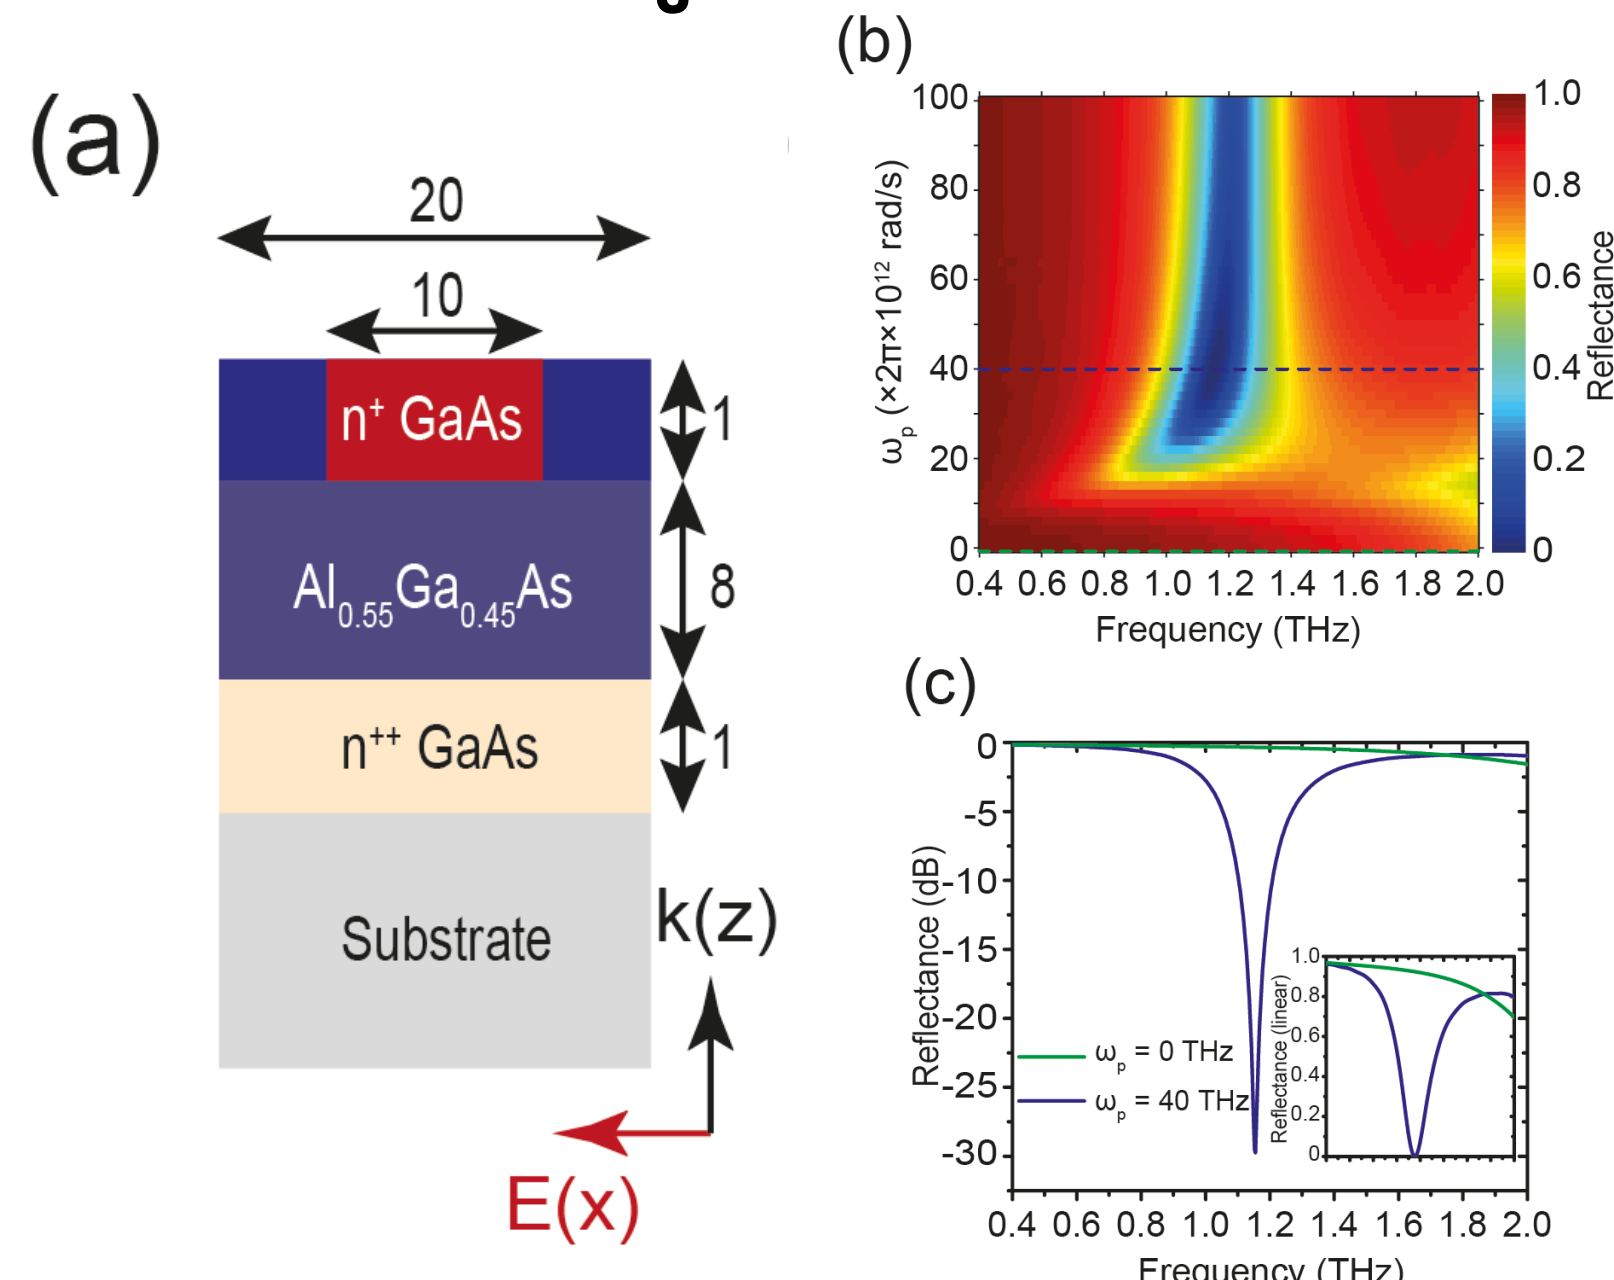 (a)
20
10
n⁺ GaAs
1
Al₀.₅₅Ga₀.₄₅As
8
n⁺⁺ GaAs
1
Substrate
k(z)
E(x)
(b)
100
80
60
40
20
0
ωₚ (×2π×10¹² rad/s)
0.4 0.6 0.8 1.0 1.2 1.4 1.6 1.8 2.0
Frequency (THz)
1.0
0.8
0.6
0.4
0.2
0
Reflectance
(c)
0
-5
-10
-15
-20
-25
-30
Reflectance (dB)
ωₚ = 0 THz
ωₚ = 40 THz
1.0
0.8
0.6
0.4
0.2
0
Reflectance (linear)
0.4 0.6 0.8 1.0 1.2 1.4 1.6 1.8 2.0
Frequency (THz)